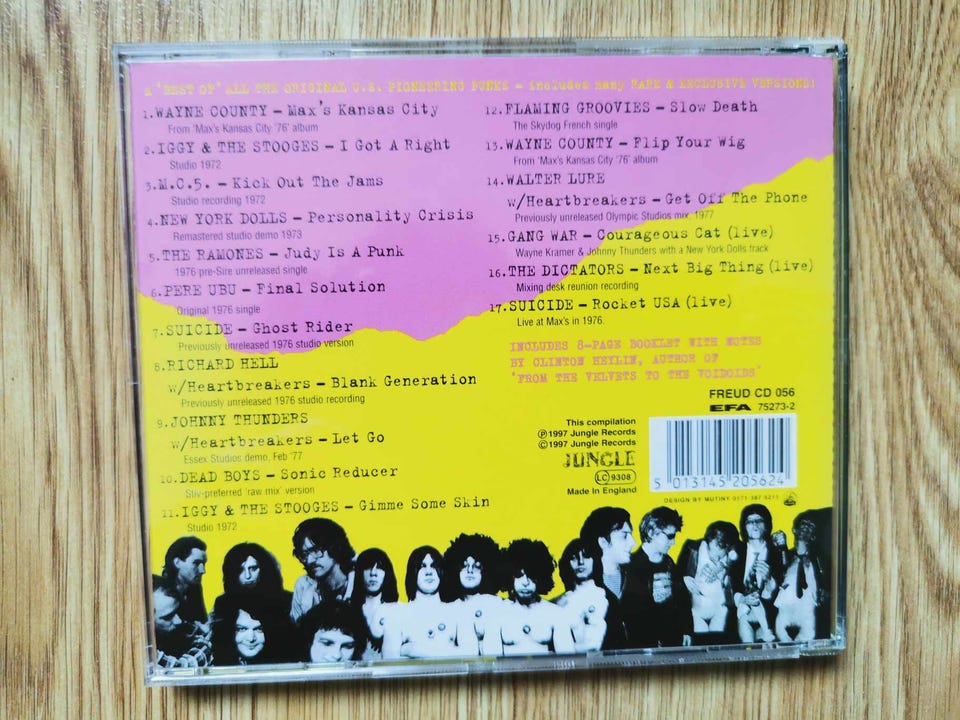 A 'BEST OF' ALL THE ORIGINAL U.S. PIONEERING PUNKS - includes many RARE & EXCLUSIVE VERSIONS!
1. WAYNE COUNTY - Max's Kansas City
From 'Max's Kansas City '76' album
2. IGGY & THE STOOGES - I Got A Right
Studio 1972
3. M.C.5. - Kick Out The Jams
Studio recording 1972
4. NEW YORK DOLLS - Personality Crisis
Remastered studio demo 1973
5. THE RAMONES - Judy Is A Punk
1976 pre-Sire unreleased single
6. PERE UBU - Final Solution
Original 1976 single
7. SUICIDE - Ghost Rider
Previously unreleased 1976 studio version
8. RICHARD HELL
w/Heartbreakers - Blank Generation
Previously unreleased 1976 studio recording
9. JOHNNY THUNDERS
w/Heartbreakers - Let Go
Essex Studios demo, Feb '77
10. DEAD BOYS - Sonic Reducer
Stiv-preferred 'raw mix' version
11. IGGY & THE STOOGES - Gimme Some Skin
Studio 1972
12. FLAMING GROOVIES - Slow Death
The Skydog French single
13. WAYNE COUNTY - Flip Your Wig
From 'Max's Kansas City '76' album
14. WALTER LURE
w/Heartbreakers - Get Off The Phone
Previously unreleased Olympic Studios mix, 1977
15. GANG WAR - Courageous Cat (live)
Wayne Kramer & Johnny Thunders with a New York Dolls track
16. THE DICTATORS - Next Big Thing (live)
Mixing desk reunion recording
17. SUICIDE - Rocket USA (live)
Live at Max's in 1976.
INCLUDES 8-PAGE BOOKLET WITH NOTES
BY CLINTON HEYLIN, AUTHOR OF
'FROM THE VELVETS TO THE VOIDOIDS'
FREUD CD 056
EFA 75273-2
This compilation
℗1997 Jungle Records
©1997 Jungle Records
JUNGLE
LC 9308
Made In England
5 013145 205624
DESIGN BY MUTINY 0171-387-5211